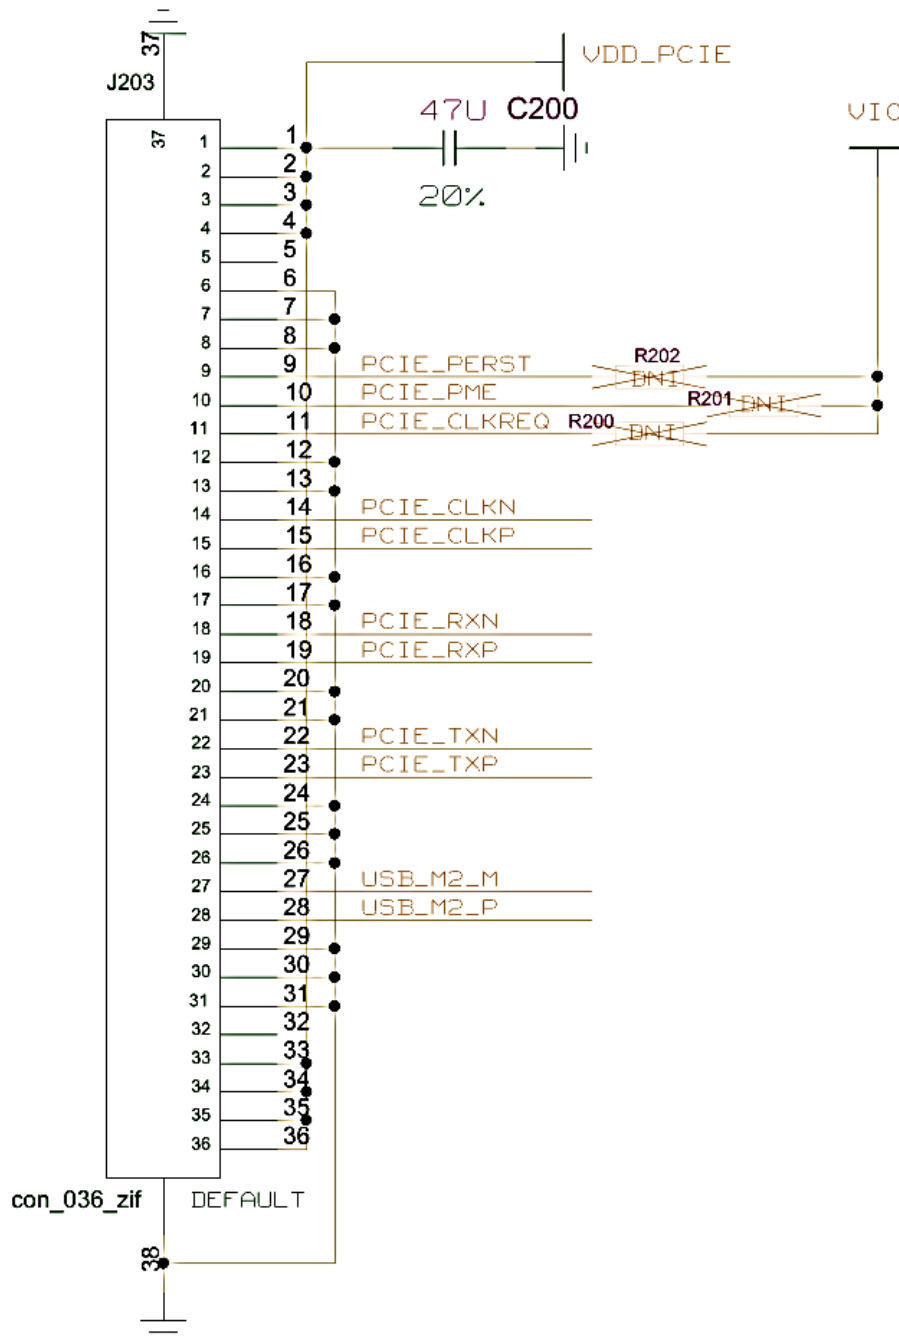 37
J203
VDD_PCIE
47U C200
VIO
20%
37
1 1
2 2
3 3
4 4
5 5
6 6
7 7
8 8
9 9 PCIE_PERST R202 DNI
10 10 PCIE_PME R201 DNI
11 11 PCIE_CLKREQ R200 DNI
12 12
13 13
14 14 PCIE_CLKN
15 15 PCIE_CLKP
16 16
17 17
18 18 PCIE_RXN
19 19 PCIE_RXP
20 20
21 21
22 22 PCIE_TXN
23 23 PCIE_TXP
24 24
25 25
26 26
27 27 USB_M2_M
28 28 USB_M2_P
29 29
30 30
31 31
32 32
33 33
34 34
35 35
36 36
con_036_zif DEFAULT
38